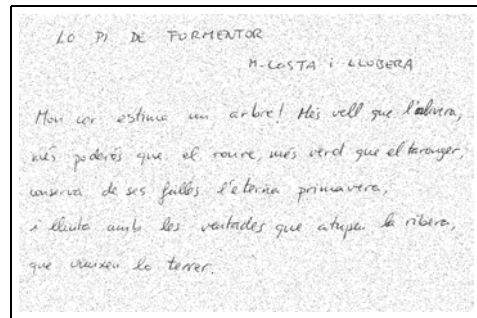 LO PI DE FORMENTOR
M. COSTA i LLOBERA
Mon cor estima un arbre! Més vell que l'olivera,
més poderós que el roure, més verd que el taronger,
conserva de ses fulles l'eterna primavera,
i lluita amb les ventades que atupen la ribera,
que cruixen lo terrer.